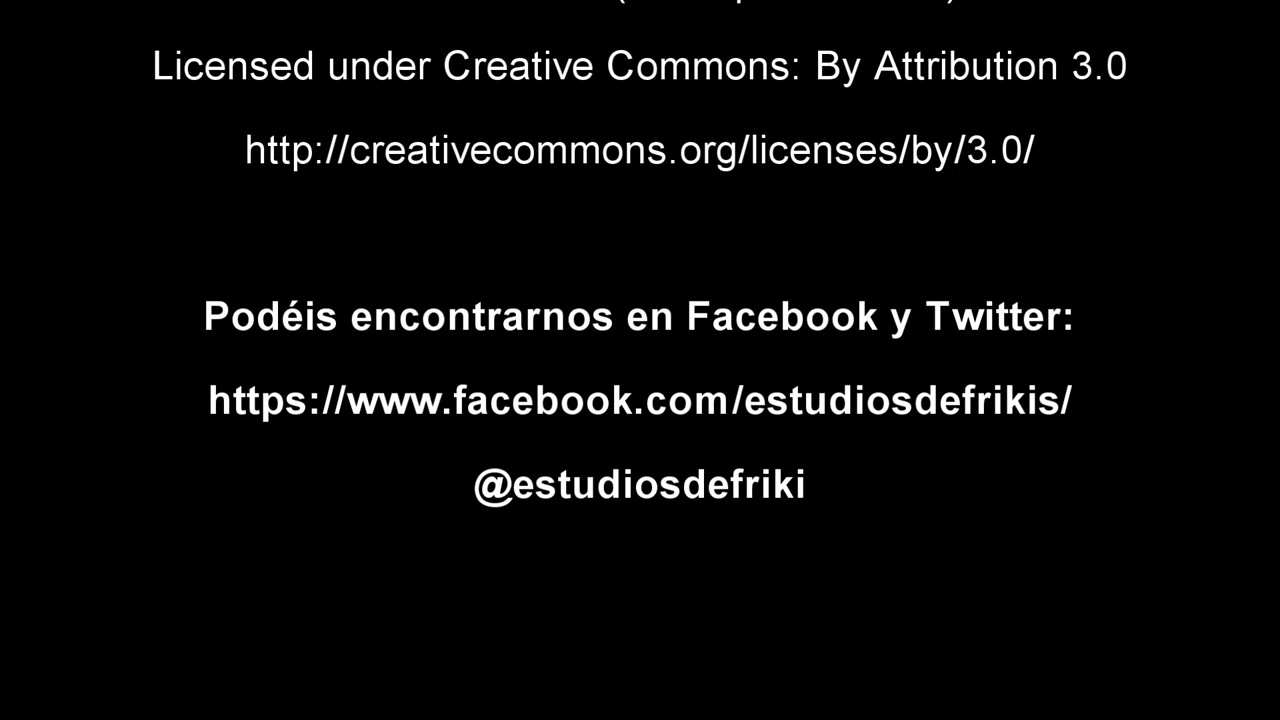 Licensed under Creative Commons: By Attribution 3.0
http://creativecommons.org/licenses/by/3.0/
Podéis encontrarnos en Facebook y Twitter:
https://www.facebook.com/estudiosdefrikis/
@estudiosdefriki